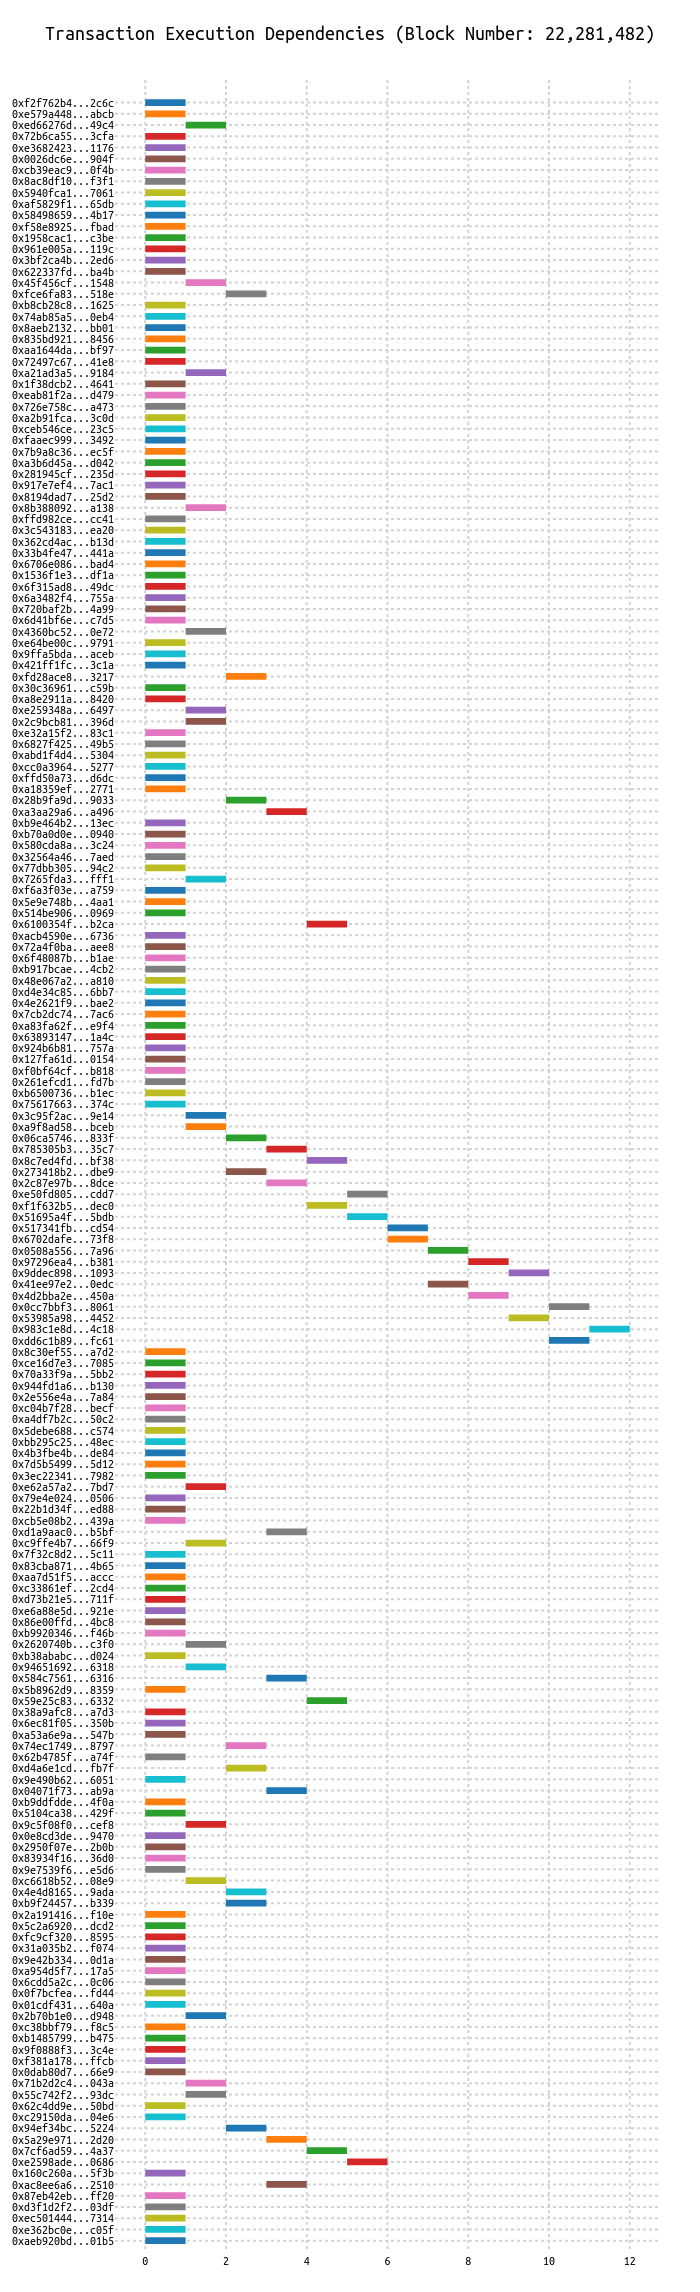 Transaction Execution Dependencies (Block Number: 22,281,482)
0xf2f762b4...2c6c
0xe579a448...abcb
0xed66276d...49c4
0x72b6ca55...3cfa
0xe3682423...1176
0x0026dc6e...904f
0xcb39eac9...0f4b
0x8ac8df10...f3f1
0x5940fca1...7061
0xaf5829f1...65db
0x58498659...4b17
0xf58e8925...fbad
0x1958cac1...c3be
0x961e005a...119c
0x3bf2ca4b...2ed6
0x622337fd...ba4b
0x45f456cf...1548
0xfce6fa83...518e
0xb8cb28c8...1625
0x74ab85a5...0eb4
0x8aeb2132...bb01
0x835bd921...8456
0xaa1644da...bf97
0x72497c67...41e8
0xa21ad3a5...9184
0x1f38dcb2...4641
0xeab81f2a...d479
0x726e758c...a473
0xa2b91fca...3c0d
0xceb546ce...23c5
0xfaaec999...3492
0x7b9a8c36...ec5f
0xa3b6d45a...d042
0x281945cf...235d
0x917e7ef4...7ac1
0x8194dad7...25d2
0x8b388092...a138
0xffd982ce...cc41
0x3c543183...ea20
0x362cd4ac...b13d
0x33b4fe47...441a
0x6706e086...bad4
0x1536f1e3...df1a
0x6f315ad8...49dc
0x6a3482f4...755a
0x720baf2b...4a99
0x6d41bf6e...c7d5
0x4360bc52...0e72
0xe64be00c...9791
0x9ffa5bda...aceb
0x421ff1fc...3c1a
0xfd28ace8...3217
0x30c36961...c59b
0xa8e2911a...8420
0xe259348a...6497
0x2c9bcb81...396d
0xe32a15f2...83c1
0x6827f425...49b5
0xabd1f4d4...5304
0xcc0a3964...5277
0xffd50a73...d6dc
0xa18359ef...2771
0x28b9fa9d...9033
0xa3aa29a6...a496
0xb9e464b2...13ec
0xb70a0d0e...0940
0x580cda8a...3c24
0x32564a46...7aed
0x77dbb305...94c2
0x7265fda3...fff1
0xf6a3f03e...a759
0x5e9e748b...4aa1
0x514be906...0969
0x6100354f...b2ca
0xacb4590e...6736
0x72a4f0ba...aee8
0x6f48087b...b1ae
0xb917bcae...4cb2
0x48e067a2...a810
0xd4e34c85...6bb7
0x4e2621f9...bae2
0x7cb2dc74...7ac6
0xa83fa62f...e9f4
0x63893147...1a4c
0x924b6b81...757a
0x127fa61d...0154
0xf0bf64cf...b818
0x261efcd1...fd7b
0xb6500736...b1ec
0x75617663...374c
0x3c95f2ac...9e14
0xa9f8ad58...bceb
0x06ca5746...833f
0x785305b3...35c7
0x8c7ed4fd...bf38
0x273418b2...dbe9
0x2c87e97b...8dce
0xe50fd805...cdd7
0xf1f632b5...dec0
0x51695a4f...5bdb
0x517341fb...cd54
0x6702dafe...73f8
0x0508a556...7a96
0x97296ea4...b381
0x9ddec898...1093
0x41ee97e2...0edc
0x4d2bba2e...450a
0x0cc7bbf3...8061
0x53985a98...4452
0x983c1e8d...4c18
0xdd6c1b89...fc61
0x8c30ef55...a7d2
0xce16d7e3...7085
0x70a33f9a...5bb2
0x944fd1a6...b130
0x2e556e4a...7a84
0xc04b7f28...becf
0xa4df7b2c...50c2
0x5debe688...c574
0xbb295c25...48ec
0x4b3fbe4b...de84
0x7d5b5499...5d12
0x3ec22341...7982
0xe62a57a2...7bd7
0x79e4e024...0506
0x22b1d34f...ed88
0xcb5e08b2...439a
0xd1a9aac0...b5bf
0xc9ffe4b7...66f9
0x7f32c8d2...5c11
0x83cba871...4b65
0xaa7d51f5...accc
0xc33861ef...2cd4
0xd73b21e5...711f
0xe6a88e5d...921e
0x86e00ffd...4bc8
0xb9920346...f46b
0x2620740b...c3f0
0xb38ababc...d024
0x94651692...6318
0x584c7561...6316
0x5b8962d9...8359
0x59e25c83...6332
0x38a9afc8...a7d3
0x6ec81f05...350b
0xa53a6e9a...547b
0x74ec1749...8797
0x62b4785f...a74f
0xd4a6e1cd...fb7f
0x9e490b62...6051
0x04071f73...ab9a
0xb9ddfdde...4f0a
0x5104ca38...429f
0x9c5f08f0...cef8
0x0e8cd3de...9470
0x2950f07e...2b0b
0x83934f16...36d0
0x9e7539f6...e5d6
0xc6618b52...08e9
0x4e4d8165...9ada
0xb9f24457...b339
0x2a191416...f10e
0x5c2a6920...dcd2
0xfc9cf320...8595
0x31a035b2...f074
0x9e42b334...0d1a
0xa954d5f7...17a5
0x6cdd5a2c...0c06
0x0f7bcfea...fd44
0x01cdf431...640a
0x2b70b1e0...d948
0xc38bbf79...f8c5
0xb1485799...b475
0x9f0888f3...3c4e
0xf381a178...ffcb
0x0dab80d7...66e9
0x71b2d2c4...043a
0x55c742f2...93dc
0x62c4dd9e...50bd
0xc29150da...04e6
0x94ef34bc...5224
0x5a29e971...2d20
0x7cf6ad59...4a37
0xe2598ade...0686
0x160c260a...5f3b
0xac8ee6a6...2510
0x87eb42eb...ff20
0xd3f1d2f2...03df
0xec501444...7314
0xe362bc0e...c05f
0xaeb920bd...01b5
0 2 4 6 8 10 12